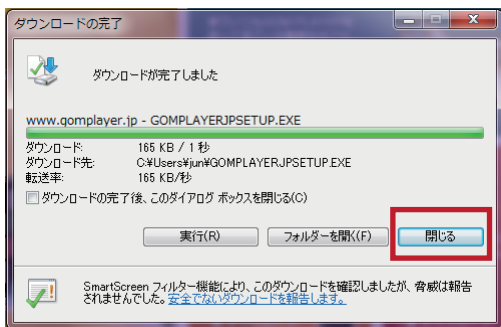 ダウンロードの完了
ダウンロードが完了しました
www.gomplayer.jp - GOMPLAYERJPSETUP.EXE
ダウンロード: 165 KB / 1 秒
ダウンロード先: C:¥Users¥jun¥GOMPLAYERJPSETUP.EXE
転送率: 165 KB/秒
ダウンロードの完了後、このダイアログ ボックスを閉じる(C)
実行(R) フォルダーを開く(F) 閉じる
SmartScreen フィルター機能により、このダウンロードを確認しましたが、脅威は報告
されませんでした。安全でないダウンロードを報告します。